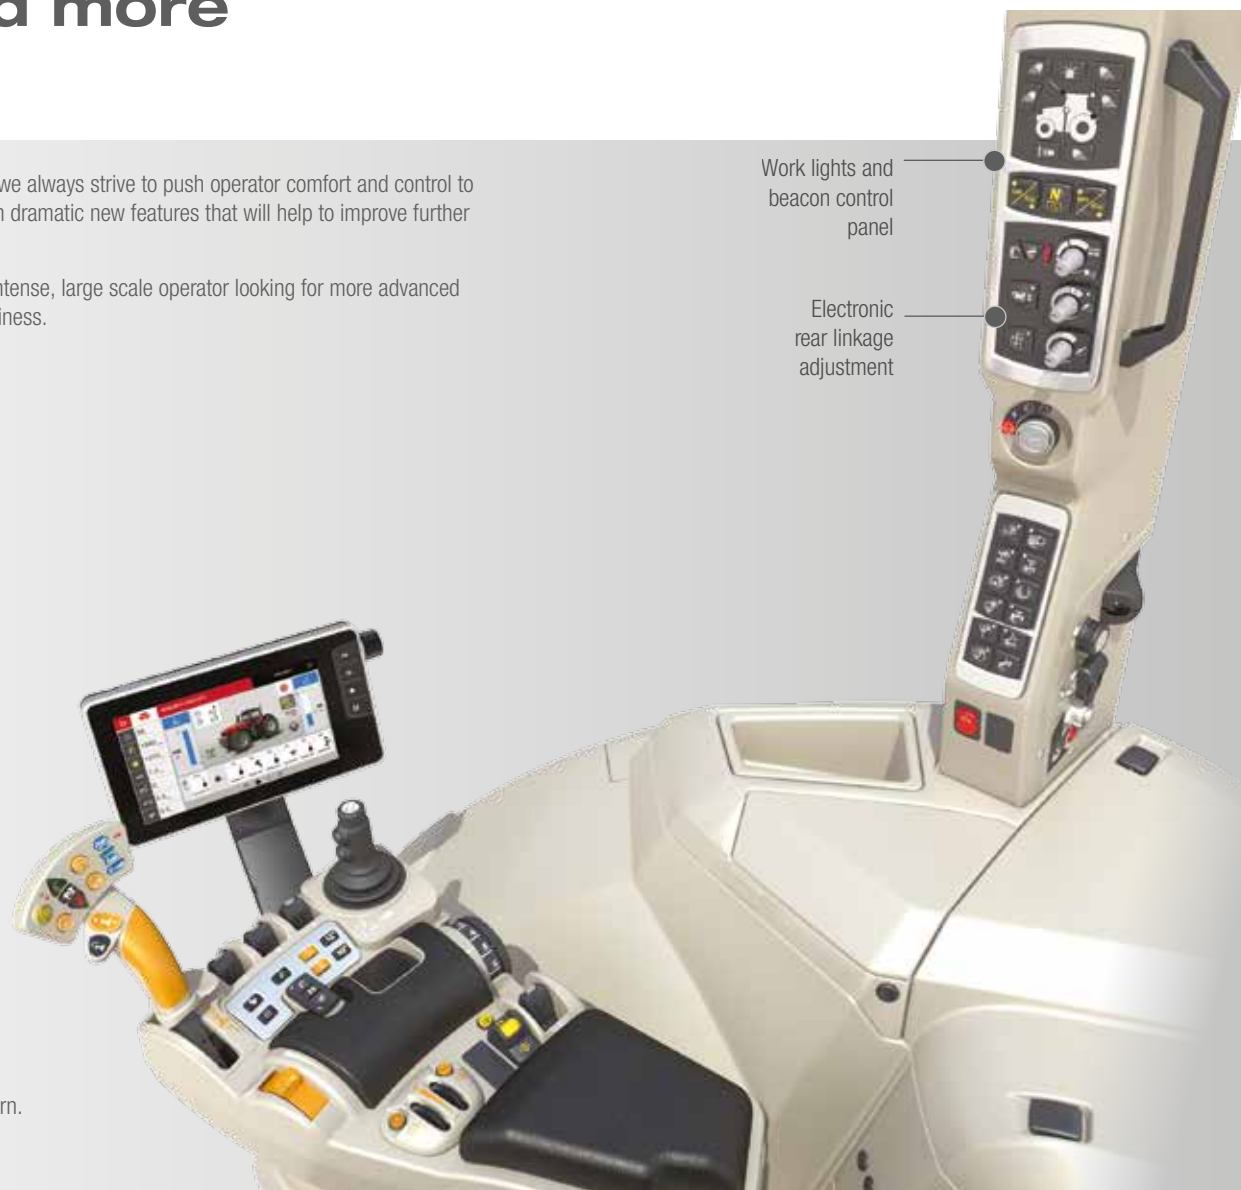 d more
we always strive to push operator comfort and control to
dramatic new features that will help to improve further
ntense, large scale operator looking for more advanced
iness.
Work lights and
beacon control
panel
Electronic
rear linkage
adjustment
N
rn.